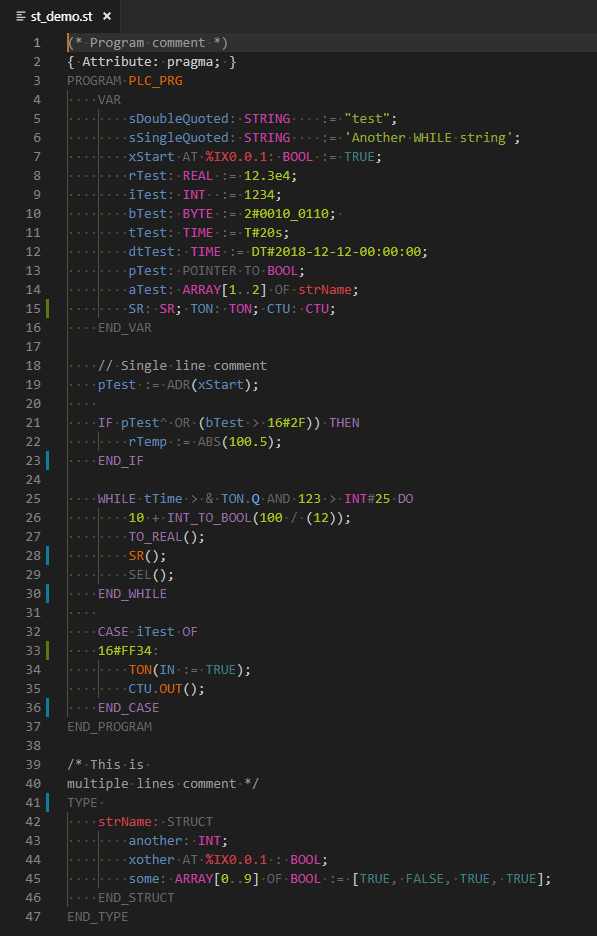 st_demo.st ×
1 (* Program comment *)
2 { Attribute: pragma; }
3 PROGRAM PLC_PRG
4 VAR
5 sDoubleQuoted: STRING := "test";
6 sSingleQuoted: STRING := 'Another WHILE string';
7 xStart AT %IX0.0.1: BOOL := TRUE;
8 rTest: REAL := 12.3e4;
9 iTest: INT := 1234;
10 bTest: BYTE := 2#0010_0110;
11 tTest: TIME := T#20s;
12 dtTest: TIME := DT#2018-12-12-00:00:00;
13 pTest: POINTER TO BOOL;
14 aTest: ARRAY[1..2] OF strName;
15 SR: SR; TON: TON; CTU: CTU;
16 END_VAR
17
18 // Single line comment
19 pTest := ADR(xStart);
20
21 IF pTest^ OR (bTest > 16#2F)) THEN
22 rTemp := ABS(100.5);
23 END_IF
24
25 WHILE tTime > & TON.Q AND 123 > INT#25 DO
26 10 + INT_TO_BOOL(100 / (12));
27 TO_REAL();
28 SR();
29 SEL();
30 END_WHILE
31
32 CASE iTest OF
33 16#FF34:
34 TON(IN := TRUE);
35 CTU.OUT();
36 END_CASE
37 END_PROGRAM
38
39 /* This is
40 multiple lines comment */
41 TYPE
42 strName: STRUCT
43 another: INT;
44 xother AT %IX0.0.1 : BOOL;
45 some: ARRAY[0..9] OF BOOL := [TRUE, FALSE, TRUE, TRUE];
46 END_STRUCT
47 END_TYPE